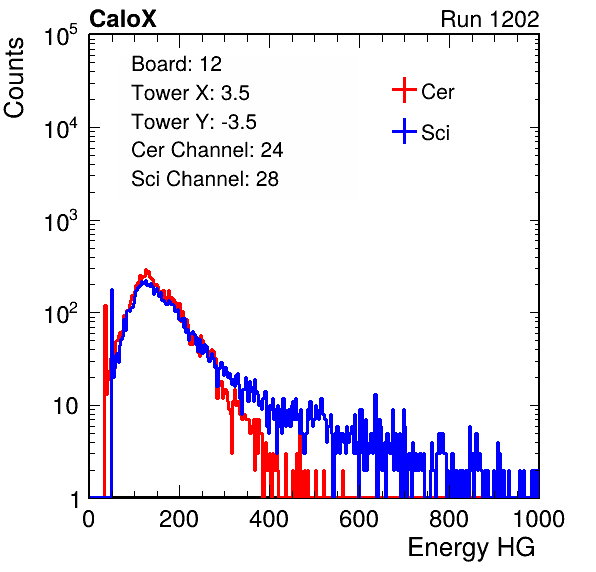 CaloX Run 1202
Counts
10^5
10^4
10^3
10^2
10
1
Board: 12
Tower X: 3.5
Tower Y: -3.5
Cer Channel: 24
Sci Channel: 28
Cer
Sci
0 200 400 600 800 1000
Energy HG